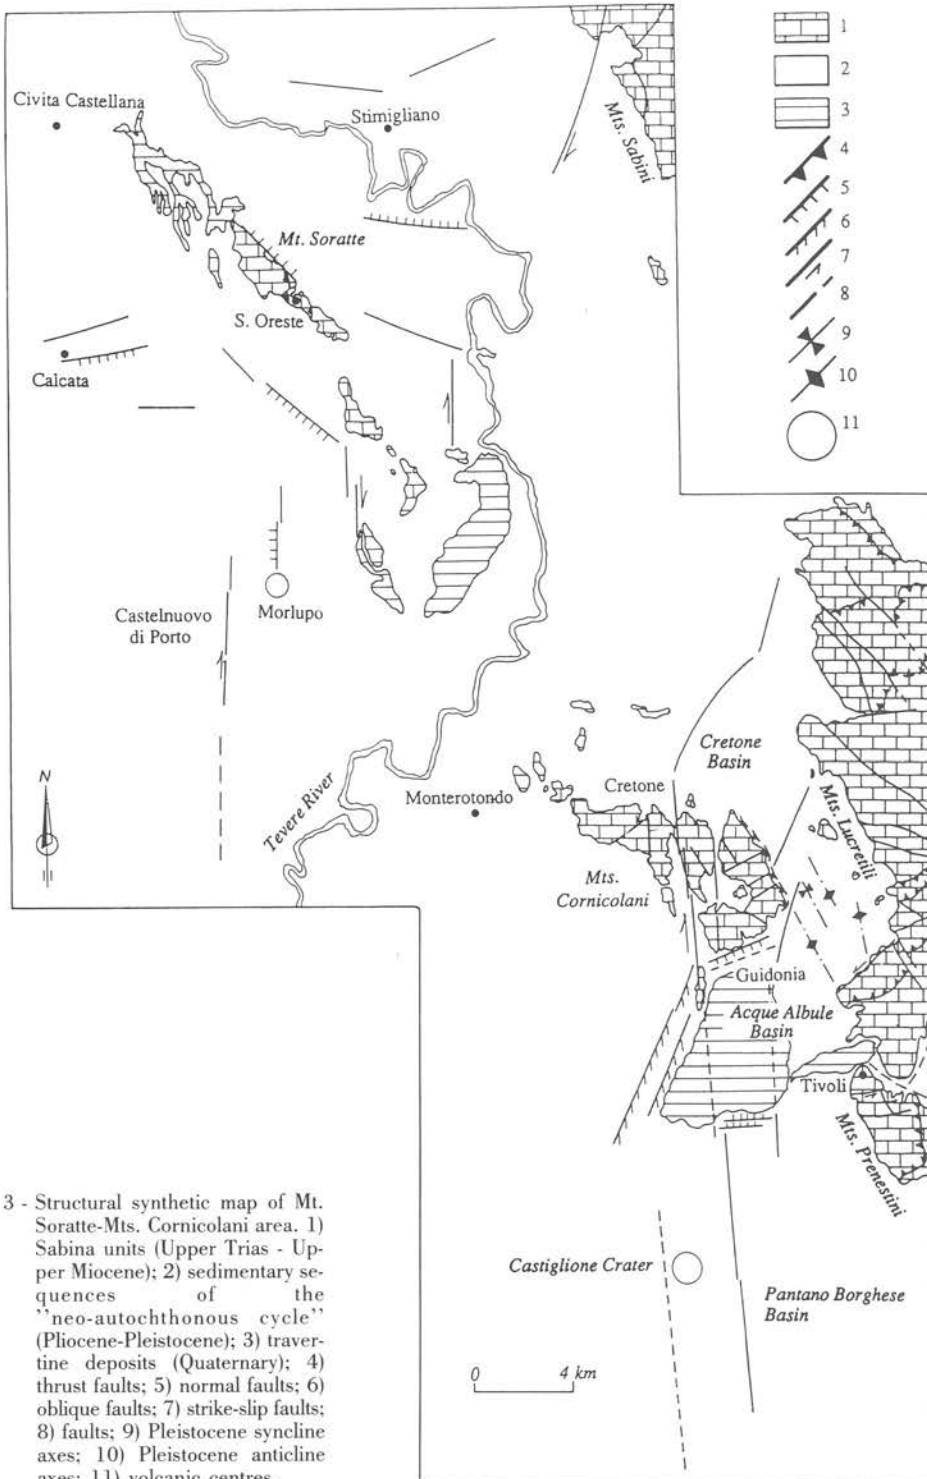 1
2
3
4
5
6
7
8
9
10
11
Civita Castellana
Stimigliano
Mts. Sabini
Mt. Soratte
S. Oreste
Calcata
Castelnuovo
di Porto
Morlupo
N
Tevere River
Monterotondo
Cretone
Basin
Cretone
Mts. Lucretili
Mts.
Cornicolani
Guidonia
Acque Albule
Basin
Tivoli
Mts. Prenestini
Castiglione Crater
Pantano Borghese
Basin
0 4 km
3 - Structural synthetic map of Mt.
Soratte-Mts. Cornicolani area. 1)
Sabina units (Upper Trias - Up-
per Miocene); 2) sedimentary se-
quences of the
''neo-autochthonous cycle''
(Pliocene-Pleistocene); 3) traver-
tine deposits (Quaternary); 4)
thrust faults; 5) normal faults; 6)
oblique faults; 7) strike-slip faults;
8) faults; 9) Pleistocene syncline
axes; 10) Pleistocene anticline
axes; 11) volcanic centres